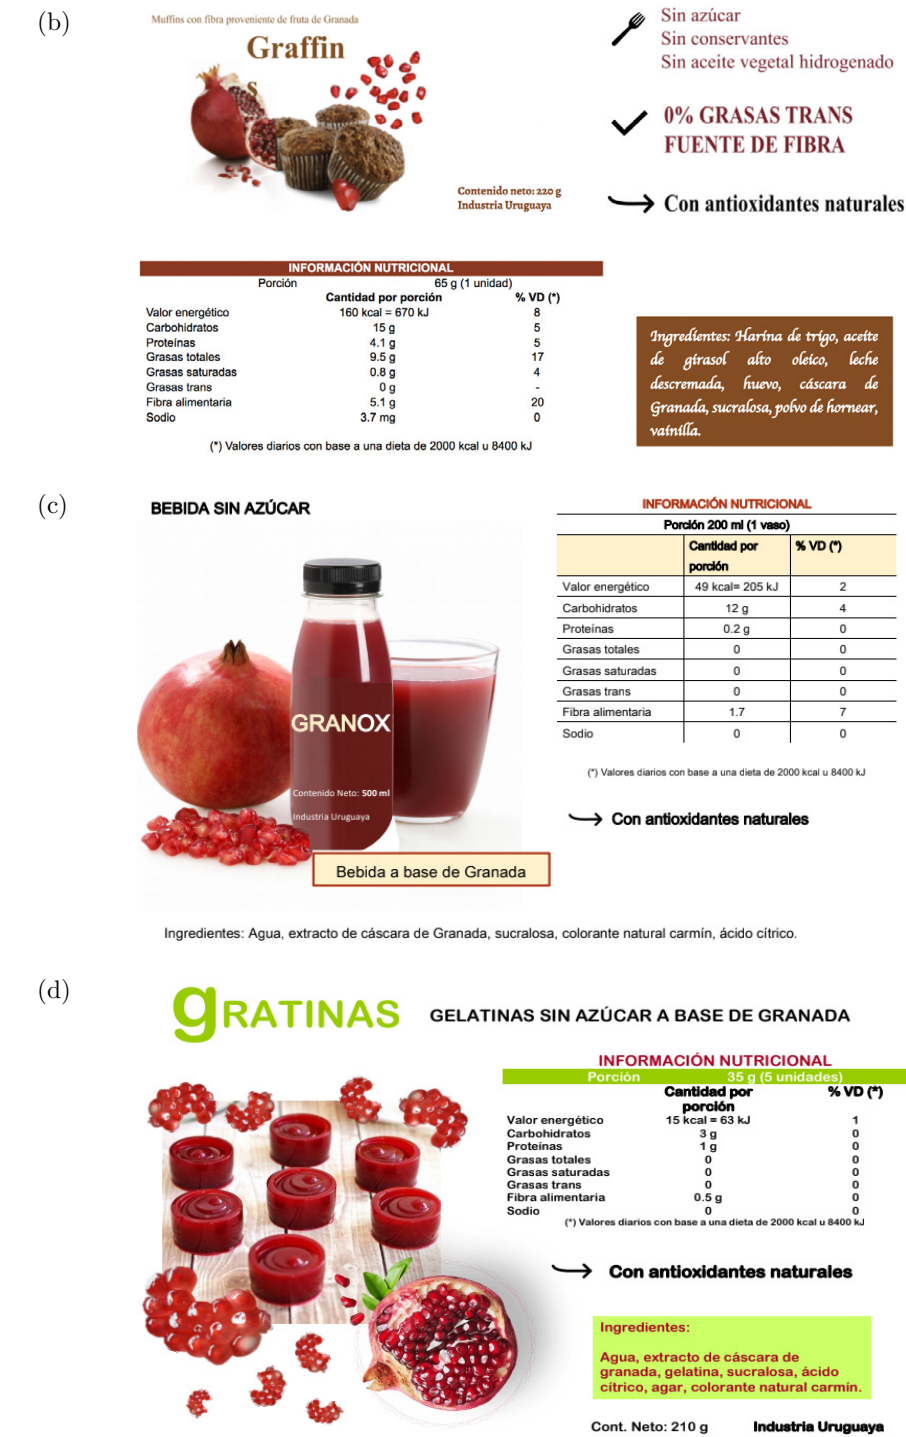 (b)
Muffins con fibra proveniente de fruta de Granada
Graffin
s
Contenido neto: 220 g
Industria Uruguaya
Sin azúcar
Sin conservantes
Sin aceite vegetal hidrogenado
0% GRASAS TRANS
FUENTE DE FIBRA
Con antioxidantes naturales
INFORMACIÓN NUTRICIONAL
Porción 65 g (1 unidad)
Cantidad por porción % VD (*)
Valor energético 160 kcal = 670 kJ 8
Carbohidratos 15 g 5
Proteínas 4.1 g 5
Grasas totales 9.5 g 17
Grasas saturadas 0.8 g 4
Grasas trans 0 g -
Fibra alimentaria 5.1 g 20
Sodio 3.7 mg 0
(*) Valores diarios con base a una dieta de 2000 kcal u 8400 kJ
Ingredientes: Harina de trigo, aceite
de girasol alto oleico, leche
descremada, huevo, cáscara de
Granada, sucralosa, polvo de hornear,
vainilla.
(c)
BEBIDA SIN AZÚCAR
GRANOX
Contenido Neto: 500 ml
Industria Uruguaya
Bebida a base de Granada
INFORMACIÓN NUTRICIONAL
Porción 200 ml (1 vaso)
Cantidad por % VD (*)
porción
Valor energético 49 kcal= 205 kJ 2
Carbohidratos 12 g 4
Proteínas 0.2 g 0
Grasas totales 0 0
Grasas saturadas 0 0
Grasas trans 0 0
Fibra alimentaria 1.7 7
Sodio 0 0
(*) Valores diarios con base a una dieta de 2000 kcal u 8400 kJ
Con antioxidantes naturales
Ingredientes: Agua, extracto de cáscara de Granada, sucralosa, colorante natural carmín, ácido cítrico.
(d)
gRATINAS
GELATINAS SIN AZÚCAR A BASE DE GRANADA
INFORMACIÓN NUTRICIONAL
Porción 35 g (5 unidades)
Cantidad por % VD (*)
porción
Valor energético 15 kcal = 63 kJ 1
Carbohidratos 3 g 0
Proteínas 1 g 0
Grasas totales 0 0
Grasas saturadas 0 0
Grasas trans 0 0
Fibra alimentaria 0.5 g 0
Sodio 0 0
(*) Valores diarios con base a una dieta de 2000 kcal u 8400 kJ
Con antioxidantes naturales
Ingredientes:
Agua, extracto de cáscara de
granada, gelatina, sucralosa, ácido
cítrico, agar, colorante natural carmín.
Cont. Neto: 210 g Industria Uruguaya